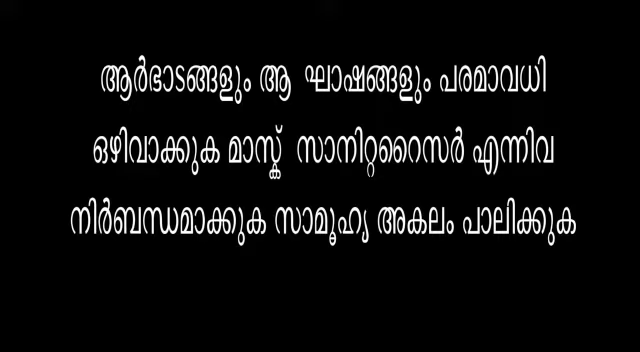 ആർഭാടങ്ങളും ആ ഘാഷങ്ങളും പരമാവധി
ഒഴിവാക്കുക മാസ്ക് സാനിറ്ററൈസർ എന്നിവ
നിർബന്ധമാക്കുക സാമൂഹ്യ അകലം പാലിക്കുക